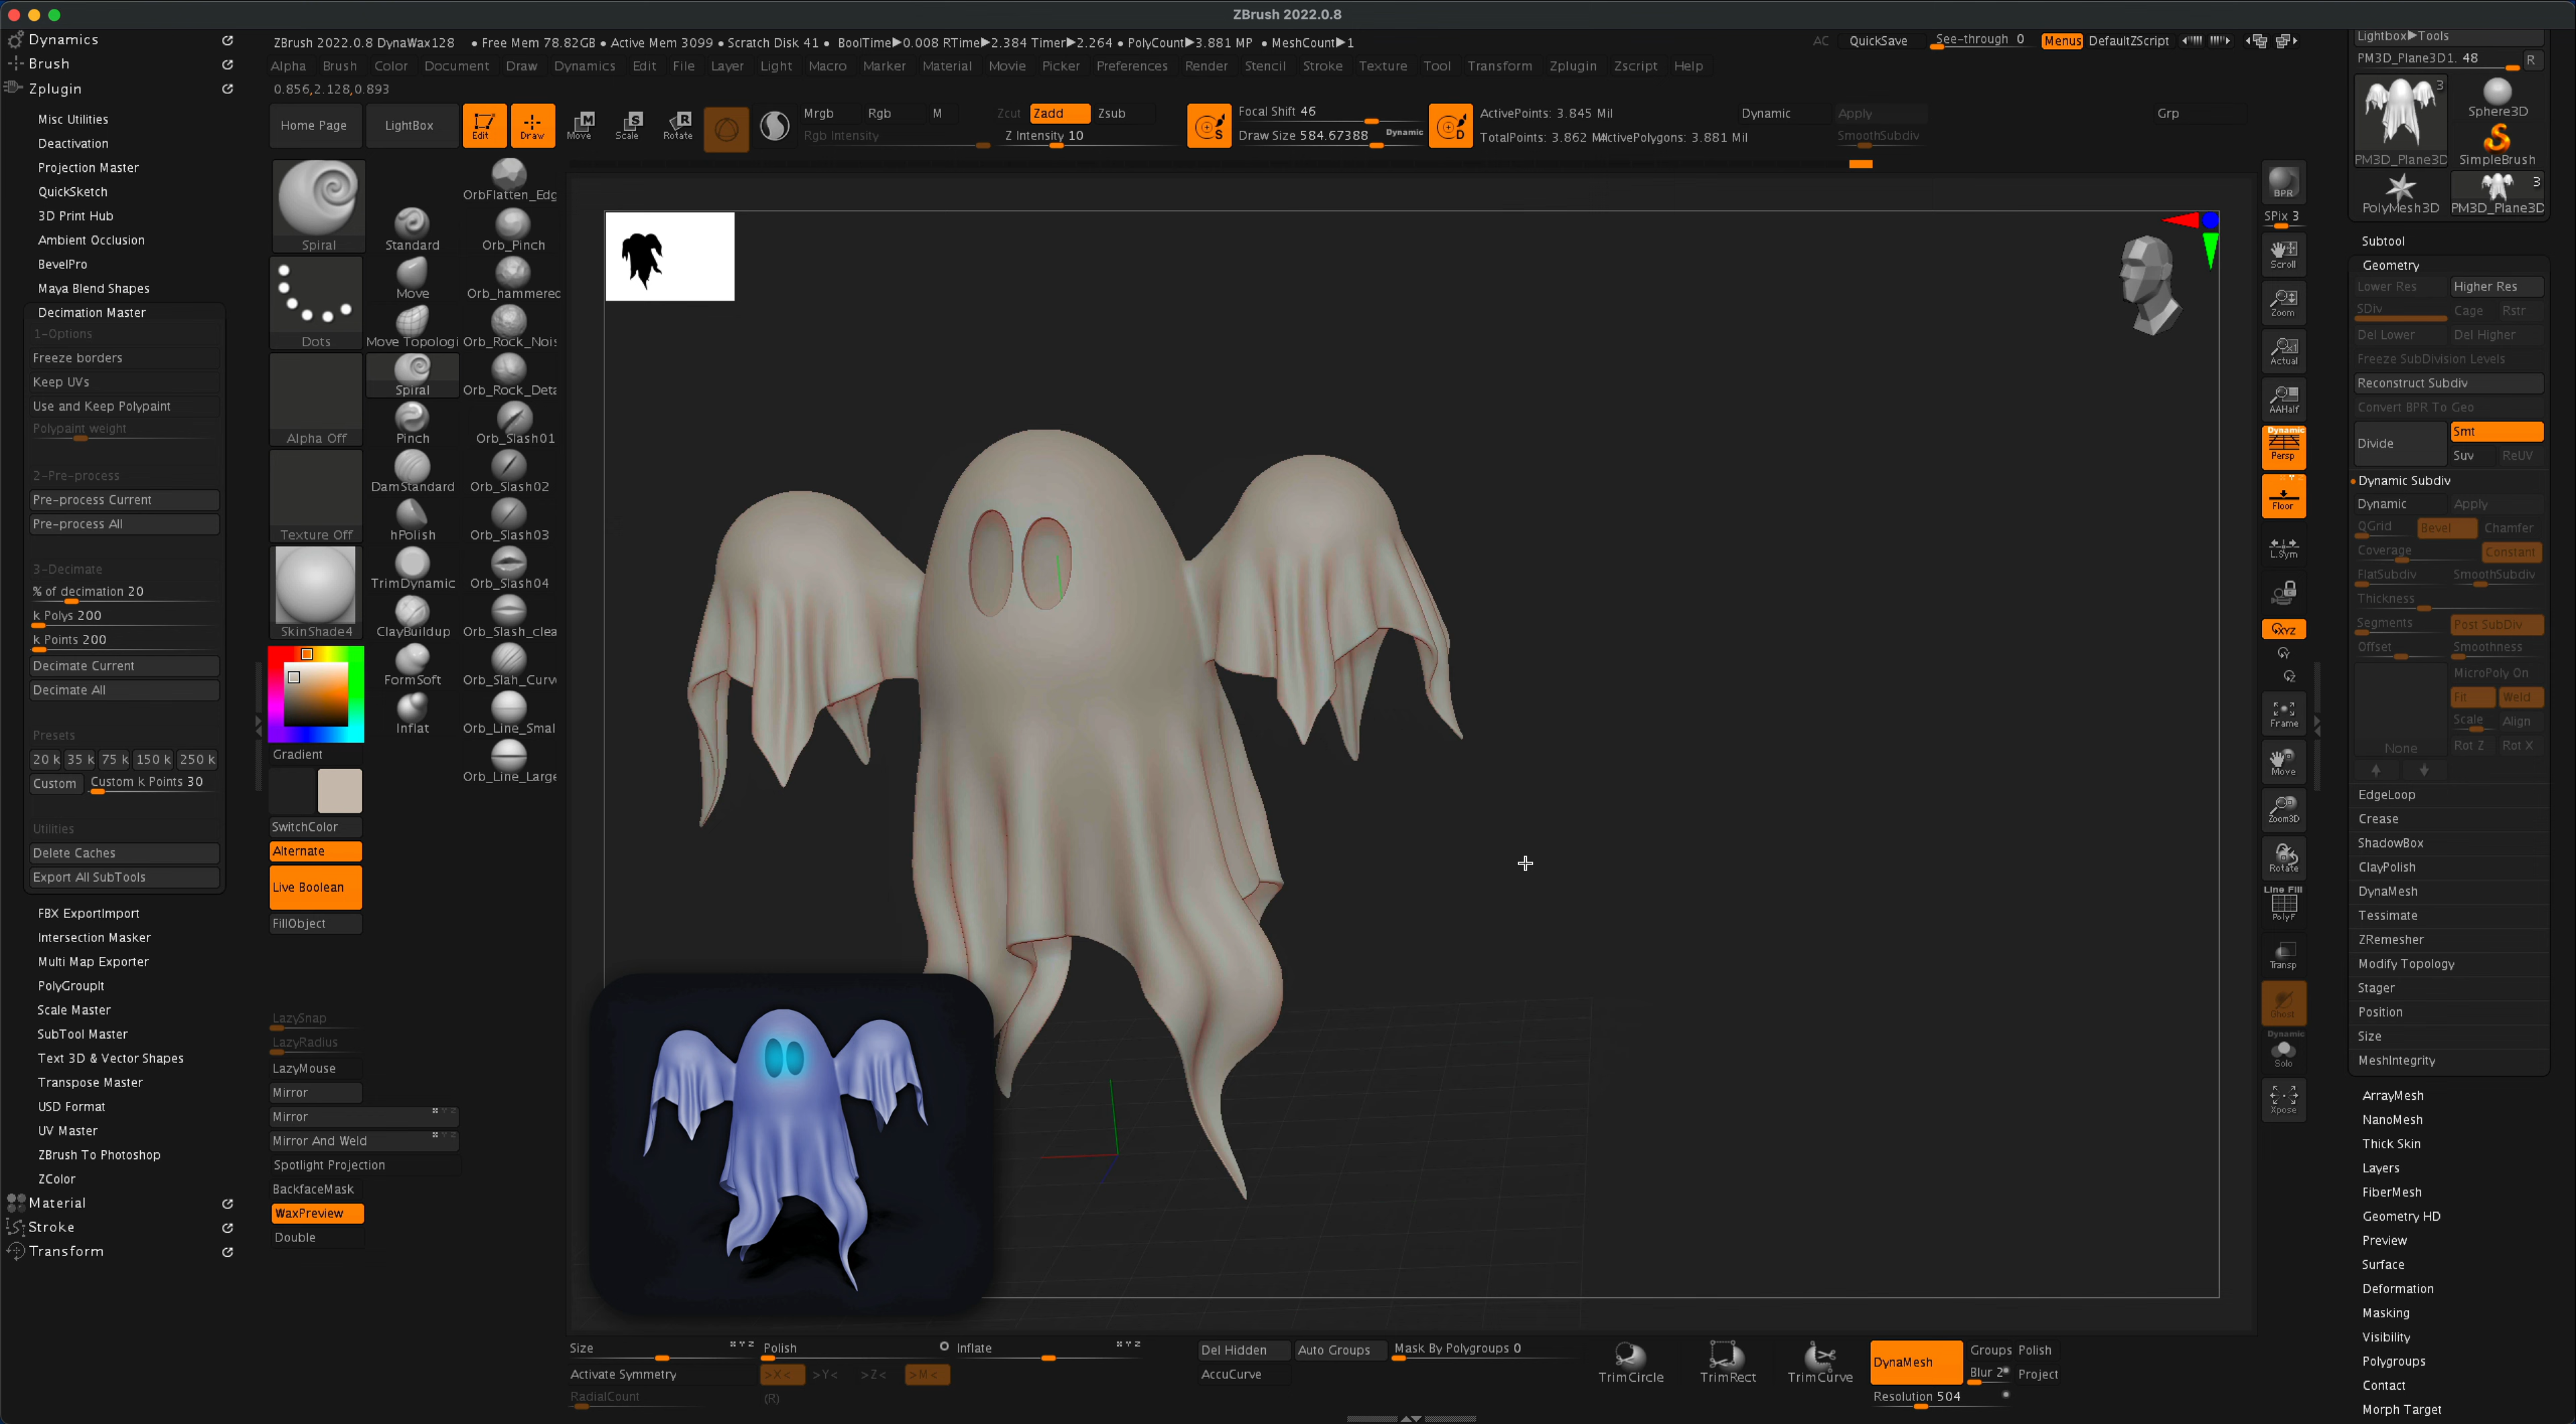 ZBrush 2022.0.8
Dynamics
Brush
Zplugin
Misc Utilities
Deactivation
Projection Master
QuickSketch
3D Print Hub
Ambient Occlusion
BevelPro
Maya Blend Shapes
Decimation Master
1-Options
Freeze borders
Keep UVs
Use and Keep Polypaint
Polypaint weight
2-Pre-process
Pre-process Current
Pre-process All
3-Decimate
% of decimation 20
k Polys 200
k Points 200
Decimate Current
Decimate All
Presets
20 k 35 k 75 k 150 k 250 k
Custom Custom k Points 30
Utilities
Delete Caches
Export All SubTools
FBX ExportImport
Intersection Masker
Multi Map Exporter
PolyGroupIt
Scale Master
SubTool Master
Text 3D & Vector Shapes
Transpose Master
USD Format
UV Master
ZBrush To Photoshop
ZColor
Material
Stroke
Transform
ZBrush 2022.0.8 DynaWax128 • Free Mem 78.82GB • Active Mem 3099 • Scratch Disk 41 • BoolTime▶0.008 RTime▶2.384 Timer▶2.264 • PolyCount▶3.881 MP • MeshCount▶1
AC QuickSave See-through 0 Menus DefaultZScript
Alpha Brush Color Document Draw Dynamics Edit File Layer Light Macro Marker Material Movie Picker Preferences Render Stencil Stroke Texture Tool Transform Zplugin Zscript Help
0.856,2.128,0.893
Home Page LightBox Edit Draw Move Scale Rotate
Mrgb Rgb M
Rgb Intensity
Zcut Zadd Zsub
Z Intensity 10
Focal Shift 46
Draw Size 584.67388 Dynamic
ActivePoints: 3.845 Mil
TotalPoints: 3.862 ActivePolygons: 3.881 Mil
Dynamic Apply
SmoothSubdiv
Grp
Spiral
Dots
Alpha Off
Texture Off
SkinShade4
Gradient
SwitchColor
Alternate
Live Boolean
FillObject
LazySnap
LazyRadius
LazyMouse
Mirror
Mirror
Mirror And Weld
Spotlight Projection
BackfaceMask
WaxPreview
Double
Standard
Move
Move Topologi
Spiral
Pinch
DamStandard
hPolish
TrimDynamic
ClayBuildup
FormSoft
Inflat
OrbFlatten_Edg
Orb_Pinch
Orb_hammered
Orb_Rock_Nois
Orb_Rock_Deta
Orb_Slash01
Orb_Slash02
Orb_Slash03
Orb_Slash04
Orb_Slash_clea
Orb_Slah_Curv
Orb_Line_Smal
Orb_Line_Large
BPR
SPix 3
Scroll
Zoom
Actual
AAHalf
Dynamic
Persp
Floor
L.Sym
XYZ
Frame
Move
Zoom3D
Rotate
Line Fill
PolyF
Transp
Ghost
Dynamic
Solo
Xpose
Lightbox▶Tools
PM3D_Plane3D1. 48 R
3
PM3D_Plane3D Sphere3D
SimpleBrush
3
PolyMesh3D PM3D_Plane3D
Subtool
Geometry
Lower Res Higher Res
SDiv Cage Rstr
Del Lower Del Higher
Freeze SubDivision Levels
Reconstruct Subdiv
Convert BPR To Geo
Divide Smt
Suv ReUV
Dynamic Subdiv
Dynamic Apply
QGrid Bevel Chamfer
Coverage Constant
FlatSubdiv SmoothSubdiv
Thickness
Segments Post SubDiv
Offset Smoothness
MicroPoly On
Fit Weld
Scale Align
None Rot Z Rot X
EdgeLoop
Crease
ShadowBox
ClayPolish
DynaMesh
Tessimate
ZRemesher
Modify Topology
Stager
Position
Size
MeshIntegrity
ArrayMesh
NanoMesh
Thick Skin
Layers
FiberMesh
Geometry HD
Preview
Surface
Deformation
Masking
Visibility
Polygroups
Contact
Morph Target
Size Polish Inflate
Activate Symmetry >X< >Y< >Z< >M<
RadialCount (R)
Del Hidden Auto Groups Mask By Polygroups 0
AccuCurve
TrimCircle TrimRect TrimCurve
DynaMesh Groups Polish
Blur 2 Project
Resolution 504